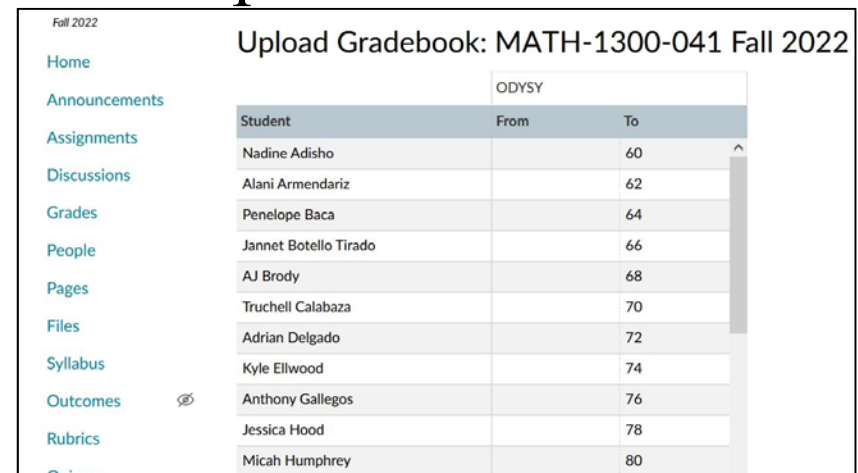 Fall 2022
Home
Announcements
Assignments
Discussions
Grades
People
Pages
Files
Syllabus
Outcomes
Rubrics
Upload Gradebook: MATH-1300-041 Fall 2022
ODYSY
Student From To
Nadine Adisho 60
Alani Armendariz 62
Penelope Baca 64
Jannet Botello Tirado 66
AJ Brody 68
Truchell Calabaza 70
Adrian Delgado 72
Kyle Ellwood 74
Anthony Gallegos 76
Jessica Hood 78
Micah Humphrey 80